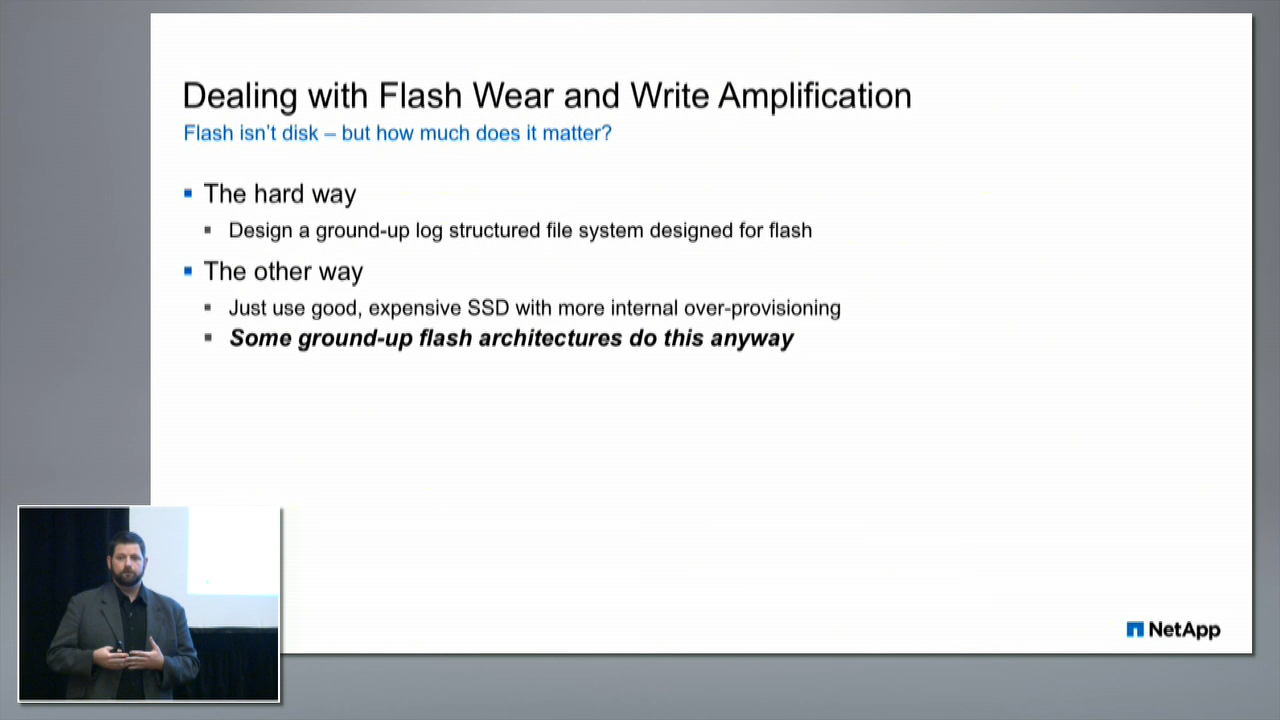 Dealing with Flash Wear and Write Amplification
Flash isn't disk – but how much does it matter?
The hard way
Design a ground-up log structured file system designed for flash
The other way
Just use good, expensive SSD with more internal over-provisioning
Some ground-up flash architectures do this anyway
NetApp